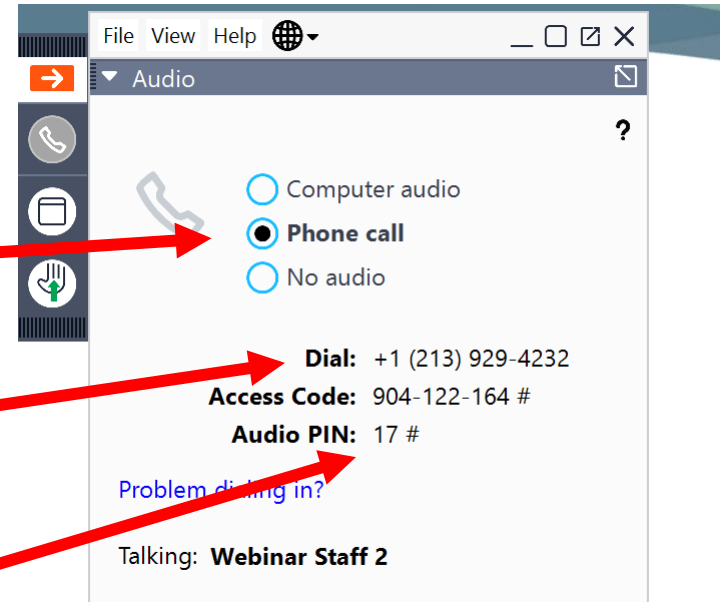 File View Help
Audio
?
Computer audio
Phone call
No audio
Dial: +1 (213) 929-4232
Access Code: 904-122-164 #
Audio PIN: 17 #
Problem dialing in?
Talking: Webinar Staff 2